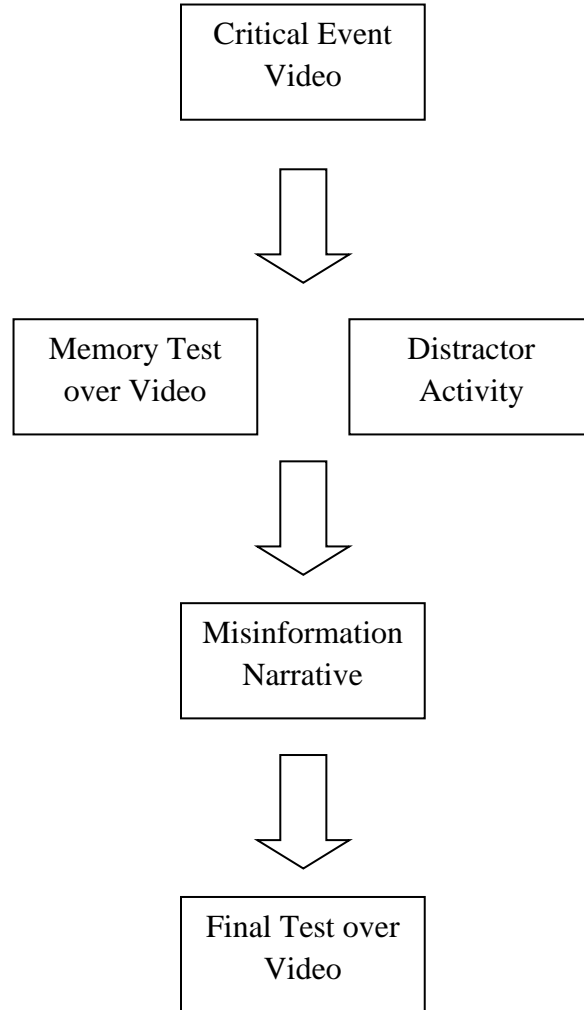 Critical Event
Video
Memory Test
over Video
Distractor
Activity
Misinformation
Narrative
Final Test over
Video